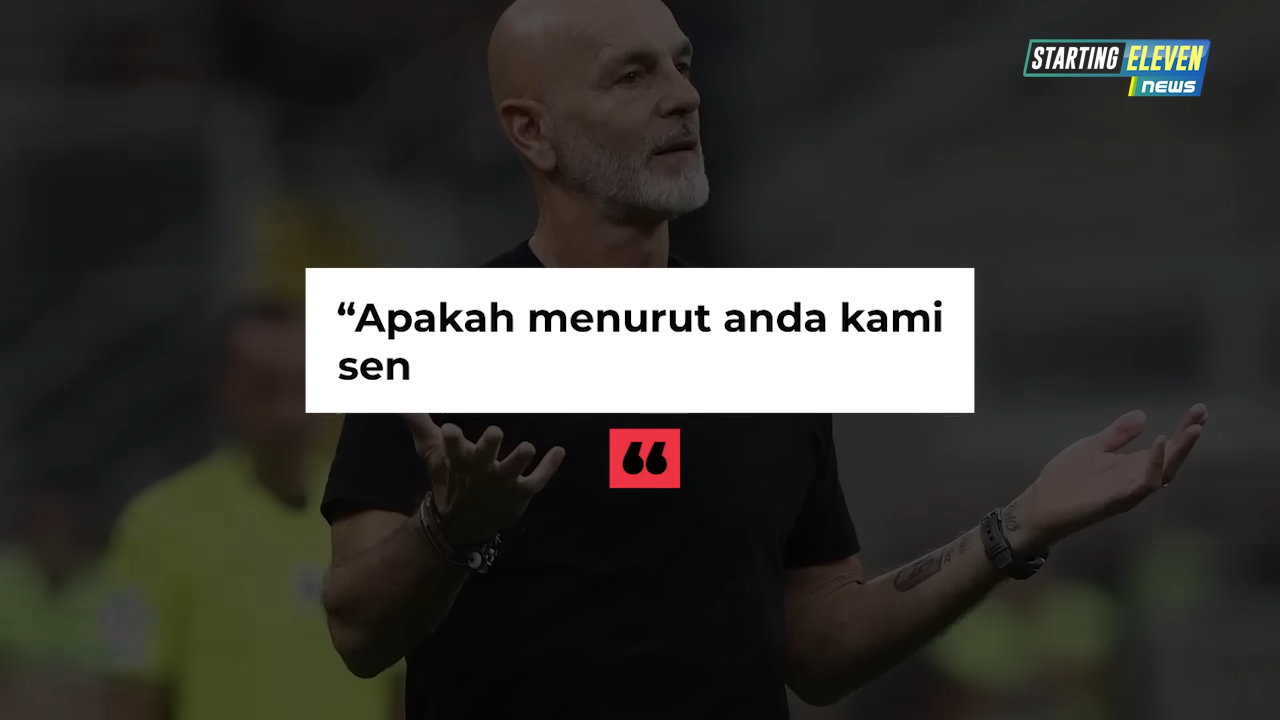 STARTING ELEVEN
news
“Apakah menurut anda kami
sen
“